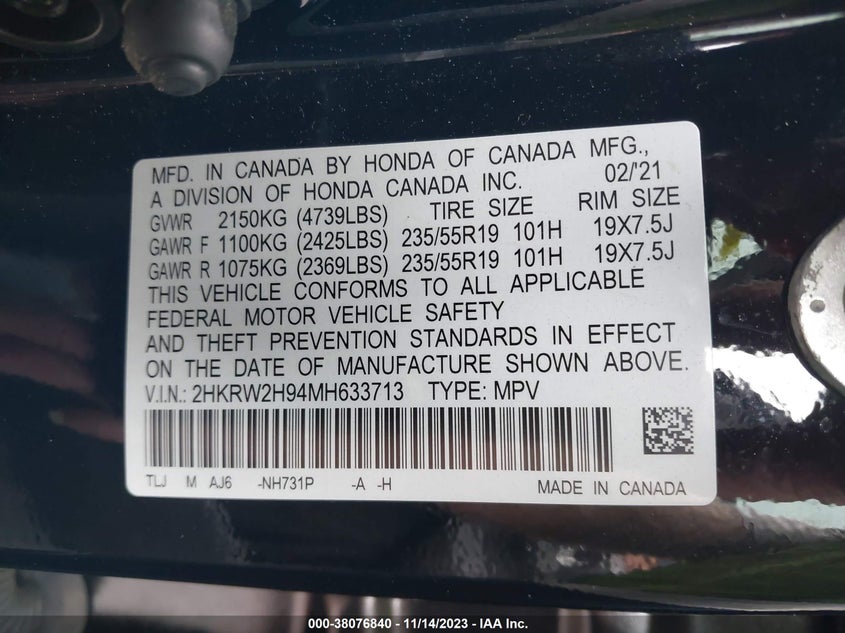 MFD. IN CANADA BY HONDA OF CANADA MFG.,
A DIVISION OF HONDA CANADA INC. 02/'21
GVWR 2150KG (4739LBS) TIRE SIZE RIM SIZE
GAWR F 1100KG (2425LBS) 235/55R19 101H 19X7.5J
GAWR R 1075KG (2369LBS) 235/55R19 101H 19X7.5J
THIS VEHICLE CONFORMS TO ALL APPLICABLE
FEDERAL MOTOR VEHICLE SAFETY
AND THEFT PREVENTION STANDARDS IN EFFECT
ON THE DATE OF MANUFACTURE SHOWN ABOVE.
V.I.N.: 2HKRW2H94MH633713 TYPE: MPV
TLJ M AJ6 -NH731P -A -H MADE IN CANADA
000-38076840 - 11/14/2023 - IAA Inc.